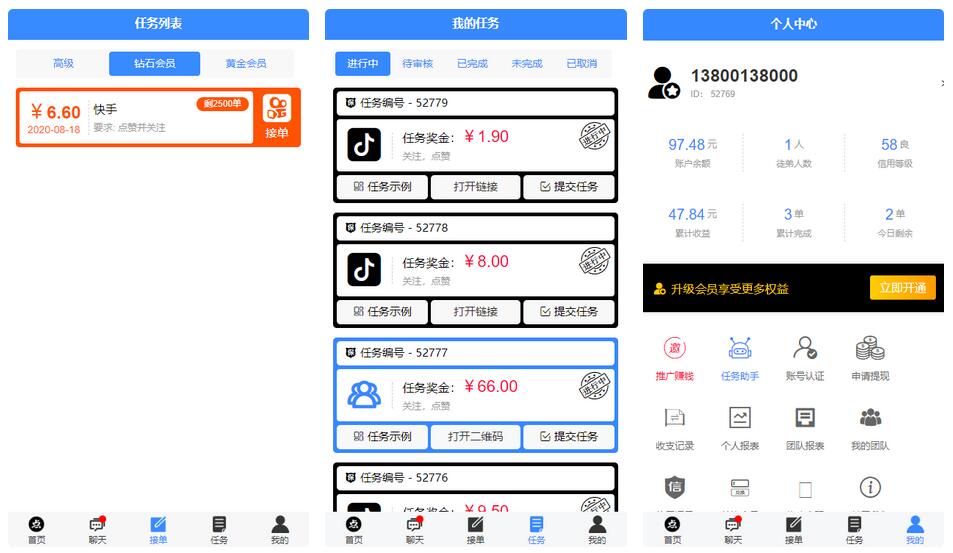 任务列表
高级 钻石会员 黄金会员
￥6.60
2020-08-18
快手
要求: 点赞并关注
剩2500单
接单
点
首页 聊天 接单 任务 我的
我的任务
进行中 待审核 已完成 未完成 已取消
任务编号 - 52779
任务奖金: ￥1.90
关注，点赞
进行中
任务示例 打开链接 提交任务
任务编号 - 52778
任务奖金: ￥8.00
关注，点赞
进行中
任务示例 打开链接 提交任务
任务编号 - 52777
任务奖金: ￥66.00
关注，点赞
进行中
任务示例 打开二维码 提交任务
任务编号 - 52776
点
首页 聊天 接单 任务 我的
个人中心
13800138000
ID: 52769
97.48元 1人 58良
账户余额 徒弟人数 信用等级
47.84元 3单 2单
累计收益 累计完成 今日剩余
升级会员享受更多权益 立即开通
邀
推广赚钱 任务助手 账号认证 申请提现
收支记录 个人报表 团队报表 我的团队
信 兑换
点
首页 聊天 接单 任务 我的